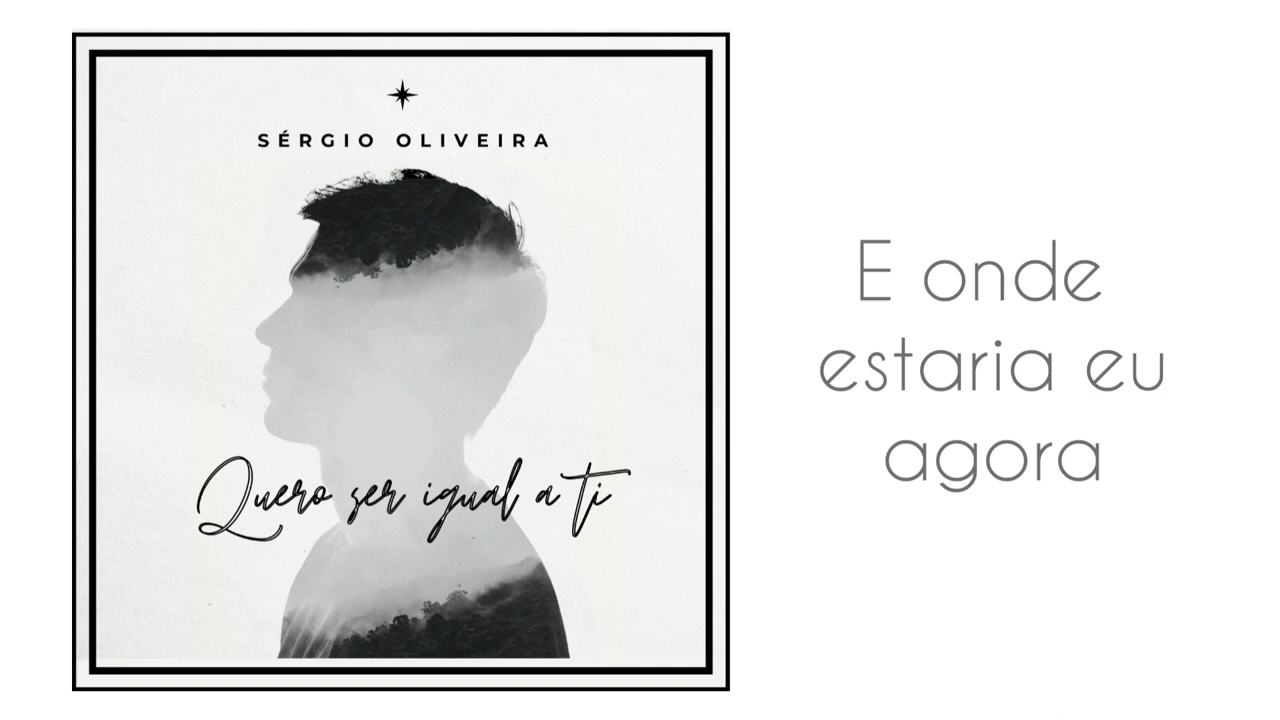 SÉRGIO OLIVEIRA
Quero ser igual a ti
E onde
estaria eu
agora